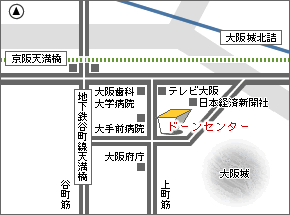 大阪城北詰
京阪天満橋
大阪歯科
大学病院
テレビ大阪
日本経済新聞社
地下鉄谷町線天満橋
大手前病院
ドーンセンター
大阪府庁
大阪城
谷町筋
上町筋